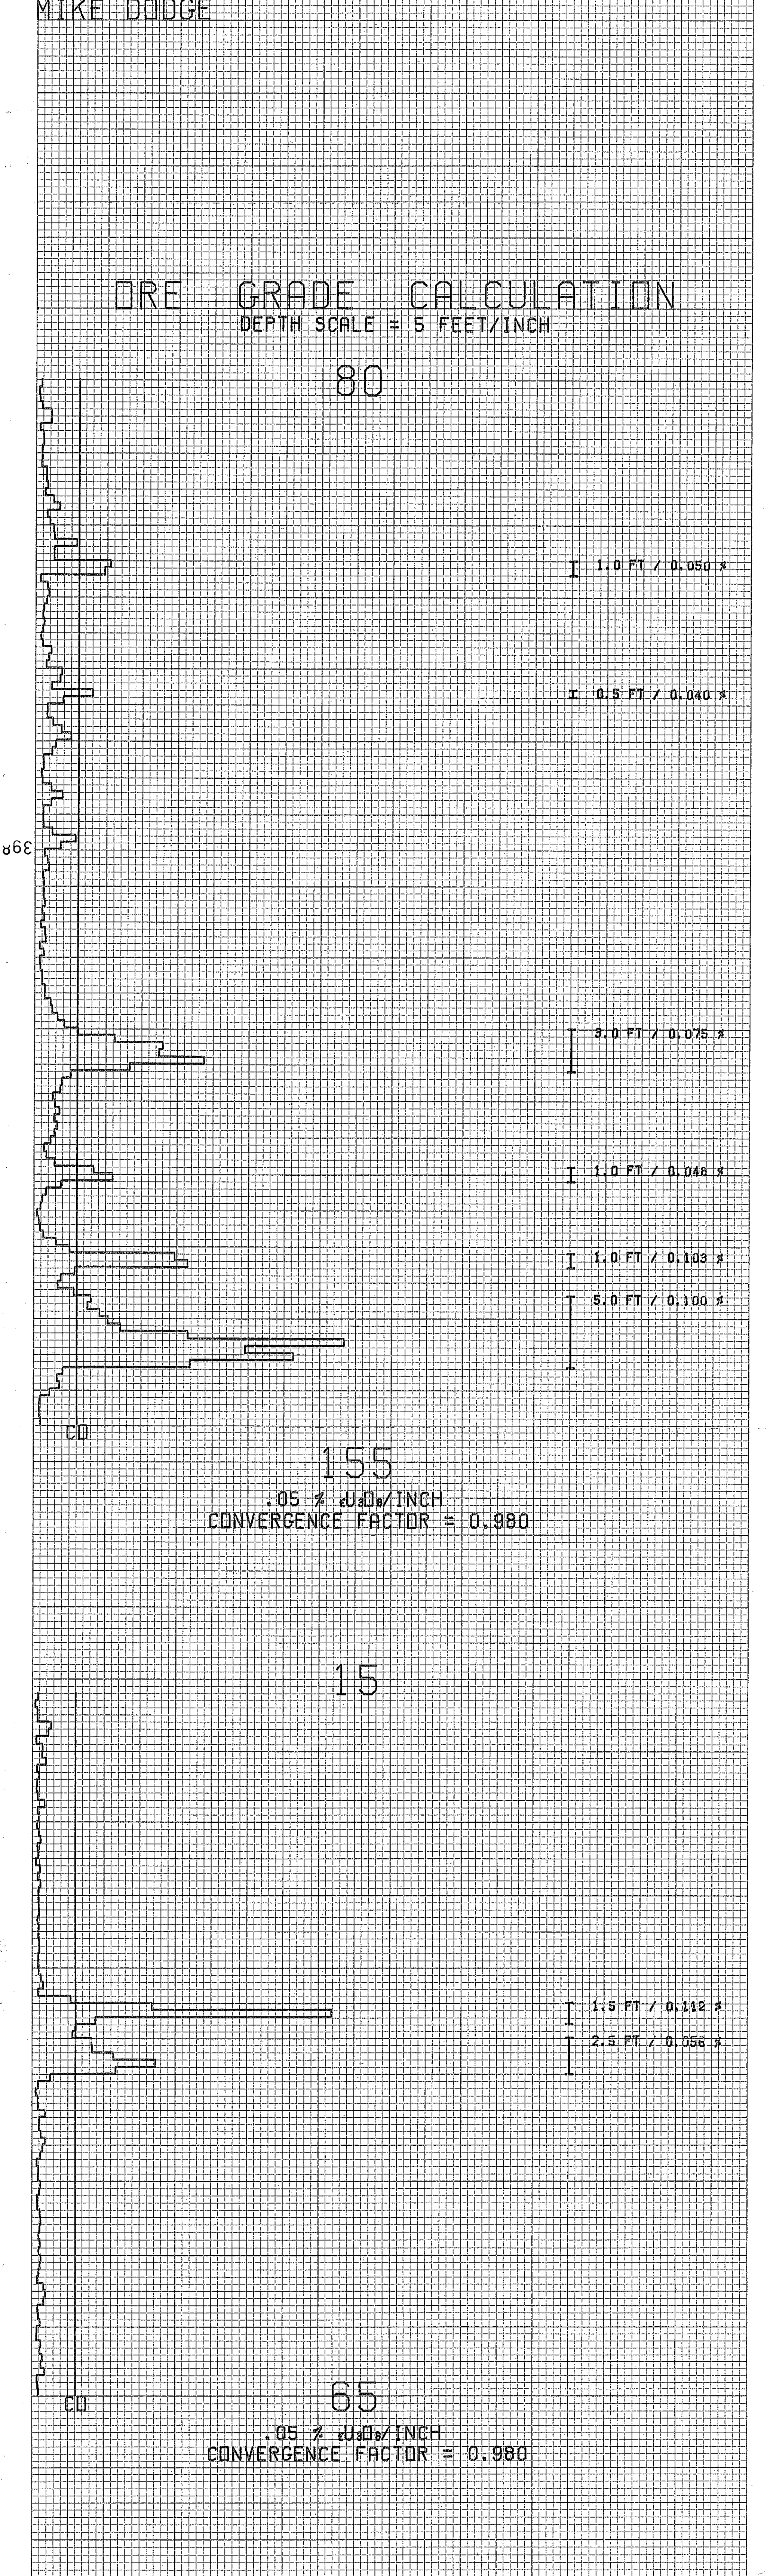 MIKE DODGE
ORE GRADE CALCULATION
DEPTH SCALE = 5 FEET/INCH
80
1.0 FT / 0.050 %
0.5 FT / 0.040 %
398
3.0 FT / 0.075 %
1.0 FT / 0.048 %
1.0 FT / 0.103 %
5.0 FT / 0.100 %
CO
155
.05 % eU3O8/INCH
CONVERGENCE FACTOR = 0.980
15
1.5 FT / 0.112 %
2.5 FT / 0.056 %
CO
65
.05 % eU3O8/INCH
CONVERGENCE FACTOR = 0.980